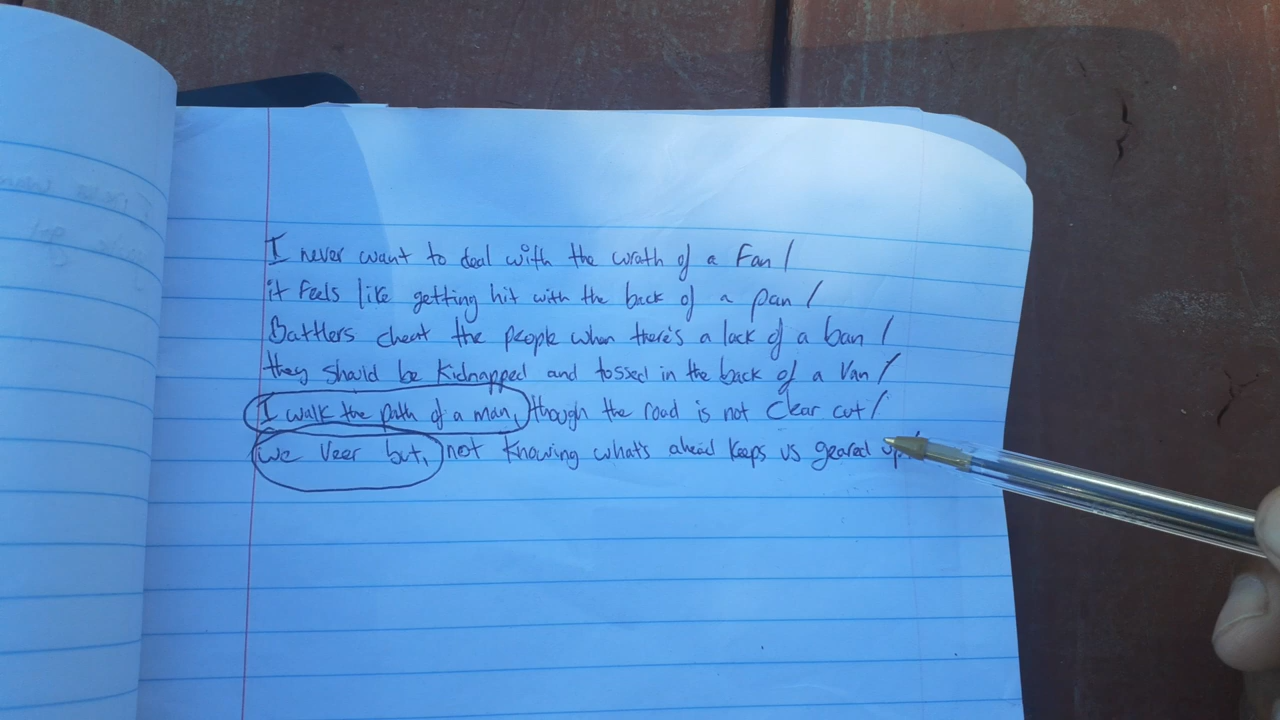 I never want to deal with the wrath of a Fan/
it feels like getting hit with the back of a pan/
Battlers cheat the people when there's a lack of a ban/
they should be kidnapped and tossed in the back of a van/
I walk the path of a man, though the road is not clear cut/
we veer but, not knowing what's ahead keeps us geared up/